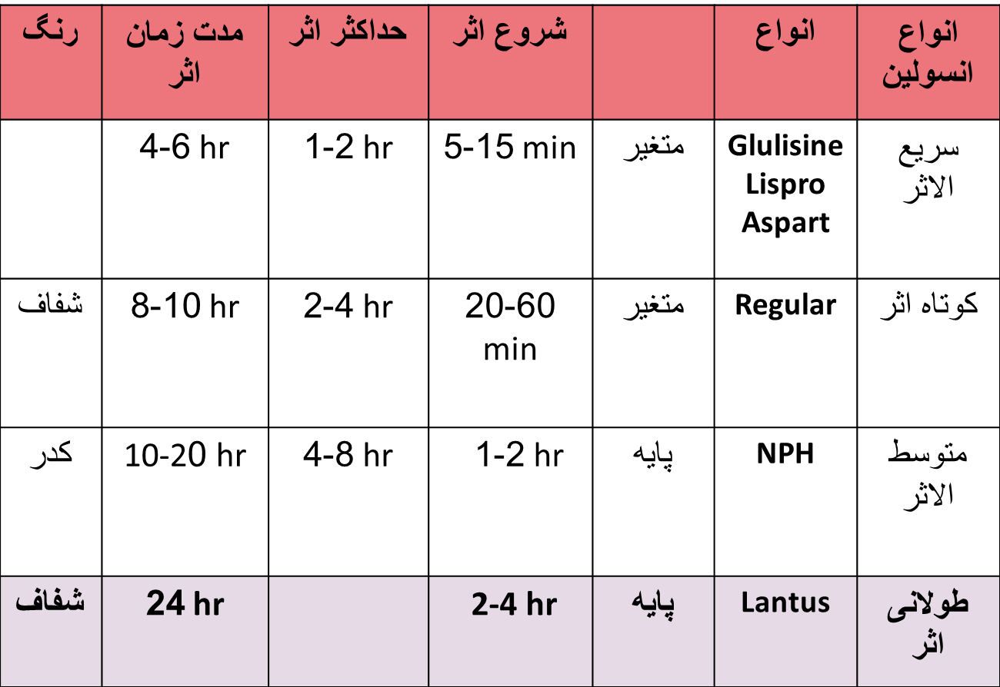 انواع
انسولین
انواع
شروع اثر
حداکثر اثر
مدت زمان
اثر
رنگ
سریع
الاثر
Glulisine
Lispro
Aspart
متغیر
5-15 min
1-2 hr
4-6 hr
کوتاه اثر
Regular
متغیر
20-60
min
2-4 hr
8-10 hr
شفاف
متوسط
الاثر
NPH
پایه
1-2 hr
4-8 hr
10-20 hr
کدر
طولانی
اثر
Lantus
پایه
2-4 hr
24 hr
شفاف